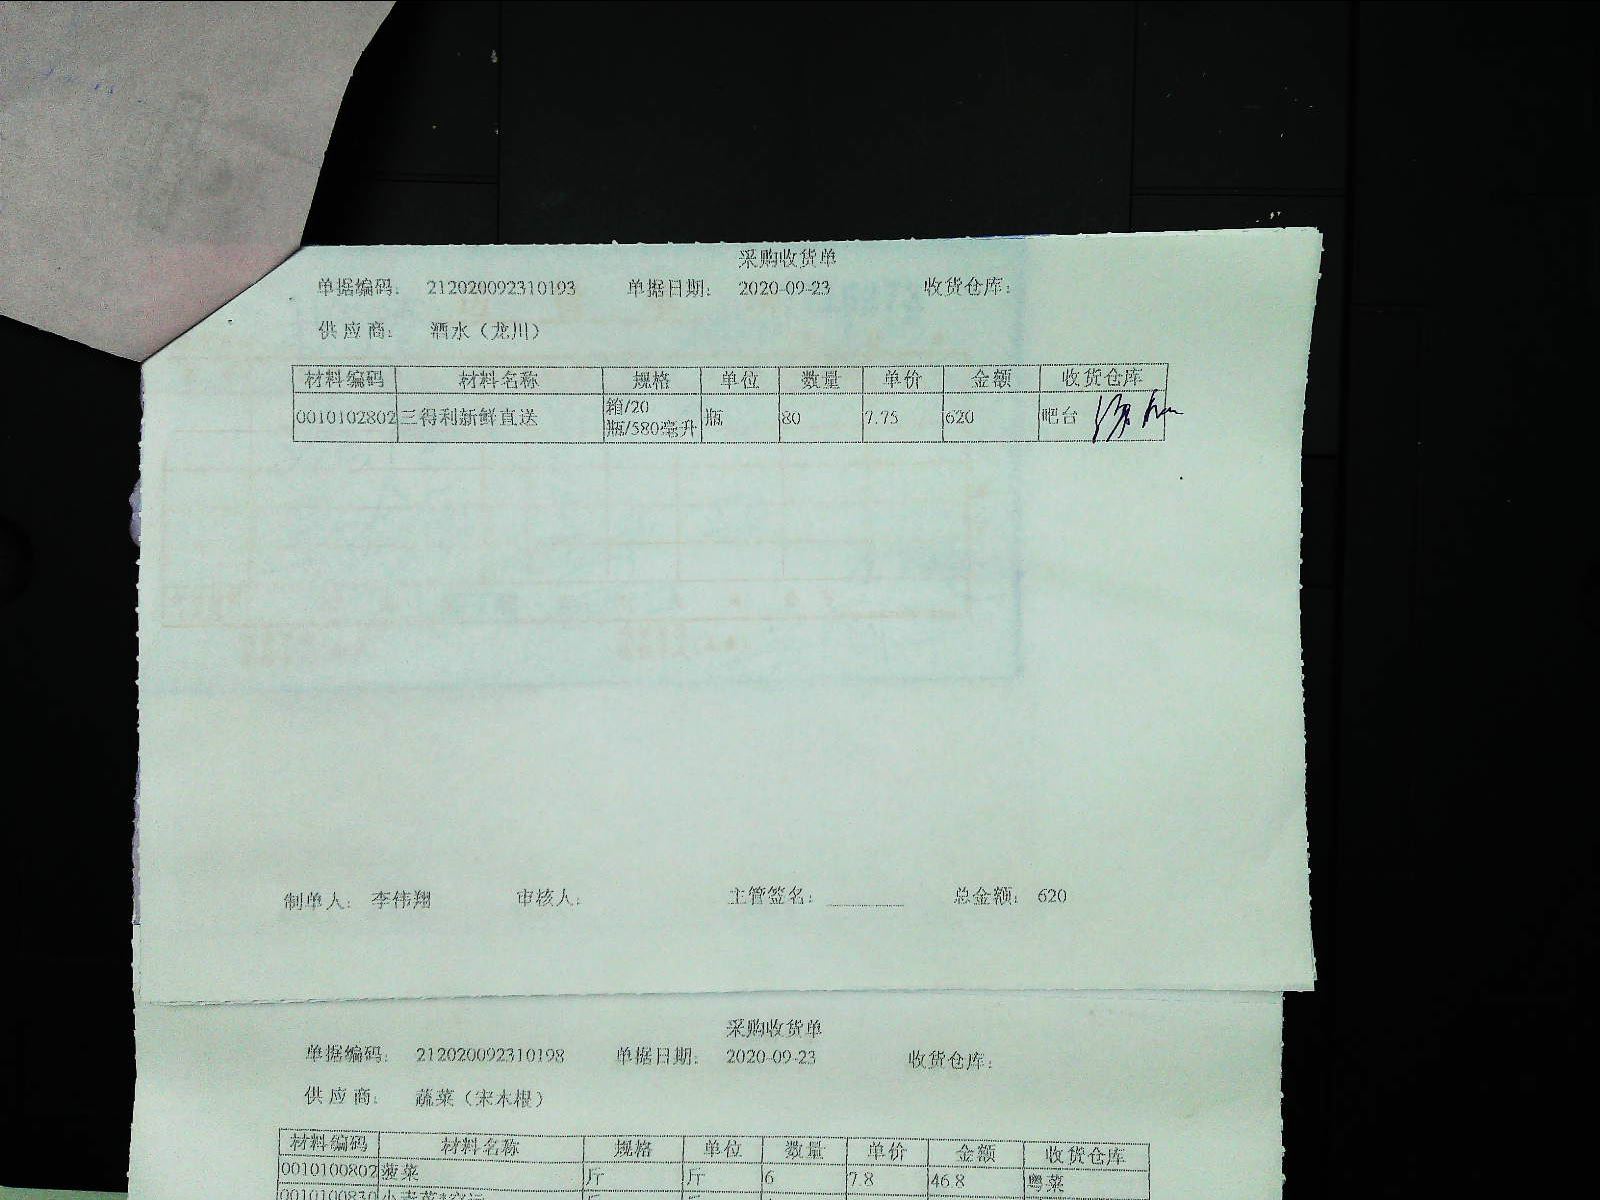 采购收货单
单据编码： 212020092310193 单据日期： 2020-09-23 收货仓库：
供应商： 酒水（龙川）
材料编码 材料名称 规格 单位 数量 单价 金额 收货仓库
0010102802 三得利新鲜直送 箱/20瓶/580毫升 瓶 80 7.75 620 吧台
制单人： 李伟翔 审核人： 主管签名： 总金额： 620
采购收货单
单据编码： 212020092310198 单据日期： 2020-09-23 收货仓库：
供应商： 蔬菜（宋木根）
材料编码 材料名称 规格 单位 数量 单价 金额 收货仓库
0010100802 菠菜 斤 斤 6 7.8 46.8 粤菜